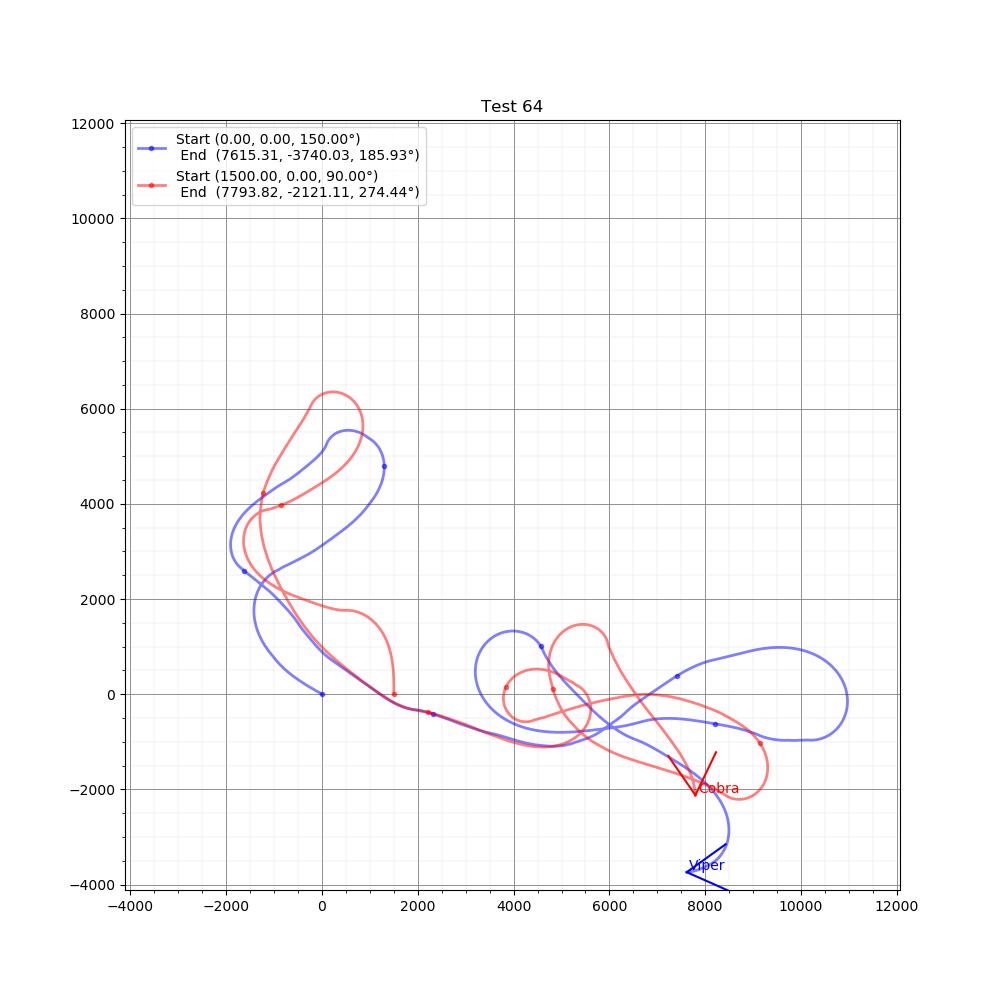 Test 64
12000
10000
8000
6000
4000
2000
0
−2000
−4000
Start (0.00, 0.00, 150.00°)
End (7615.31, -3740.03, 185.93°)
Start (1500.00, 0.00, 90.00°)
End (7793.82, -2121.11, 274.44°)
Cobra
Viper
−4000 −2000 0 2000 4000 6000 8000 10000 12000